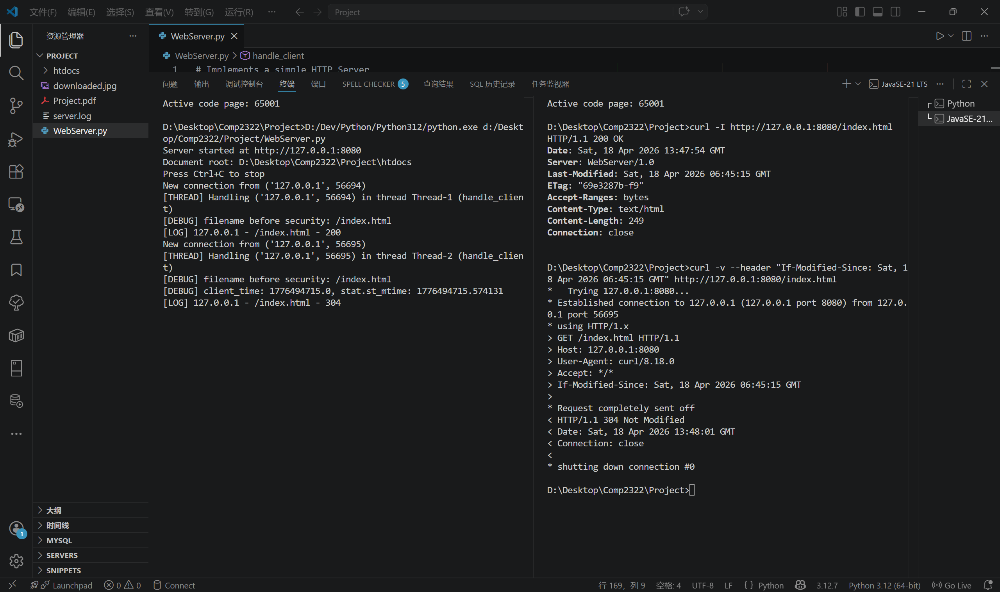 文件(F) 编辑(E) 选择(S) 查看(V) 转到(G) 运行(R) ··· Project
资源管理器 ···
PROJECT
htdocs
downloaded.jpg
Project.pdf
server.log
WebServer.py
大纲
时间线
MYSQL
SERVERS
SNIPPETS
1
WebServer.py
WebServer.py > handle_client
1 # Implements a simple HTTP Server
问题 输出 调试控制台 终端 端口 SPELL CHECKER 5 查询结果 SQL 历史记录 任务监视器 JavaSE-21 LTS ···
Active code page: 65001
D:\Desktop\Comp2322\Project>D:/Dev/Python/Python312/python.exe d:/Deskt
op/Comp2322/Project/WebServer.py
Server started at http://127.0.0.1:8080
Document root: D:\Desktop\Comp2322\Project\htdocs
Press Ctrl+C to stop
New connection from ('127.0.0.1', 56694)
[THREAD] Handling ('127.0.0.1', 56694) in thread Thread-1 (handle_clien
t)
[DEBUG] filename before security: /index.html
[LOG] 127.0.0.1 - /index.html - 200
New connection from ('127.0.0.1', 56695)
[THREAD] Handling ('127.0.0.1', 56695) in thread Thread-2 (handle_clien
t)
[DEBUG] filename before security: /index.html
[DEBUG] client_time: 1776494715.0, stat.st_mtime: 1776494715.574131
[LOG] 127.0.0.1 - /index.html - 304
Active code page: 65001
D:\Desktop\Comp2322\Project>curl -I http://127.0.0.1:8080/index.html
HTTP/1.1 200 OK
Date: Sat, 18 Apr 2026 13:47:54 GMT
Server: WebServer/1.0
Last-Modified: Sat, 18 Apr 2026 06:45:15 GMT
ETag: "69e3287b-f9"
Accept-Ranges: bytes
Content-Type: text/html
Content-Length: 249
Connection: close
D:\Desktop\Comp2322\Project>curl -v --header "If-Modified-Since: Sat, 1
8 Apr 2026 06:45:15 GMT" http://127.0.0.1:8080/index.html
*   Trying 127.0.0.1:8080...
* Established connection to 127.0.0.1 (127.0.0.1 port 8080) from 127.0.
0.1 port 56695
* using HTTP/1.x
> GET /index.html HTTP/1.1
> Host: 127.0.0.1:8080
> User-Agent: curl/8.18.0
> Accept: */*
> If-Modified-Since: Sat, 18 Apr 2026 06:45:15 GMT
>
* Request completely sent off
< HTTP/1.1 304 Not Modified
< Date: Sat, 18 Apr 2026 13:48:01 GMT
< Connection: close
<
* shutting down connection #0
D:\Desktop\Comp2322\Project>
Python
JavaSE-21...
Launchpad 0 0 Connect 行 169，列 9 空格: 4 UTF-8 LF {} Python 3.12.7 Python 3.12 (64-bit) Go Live